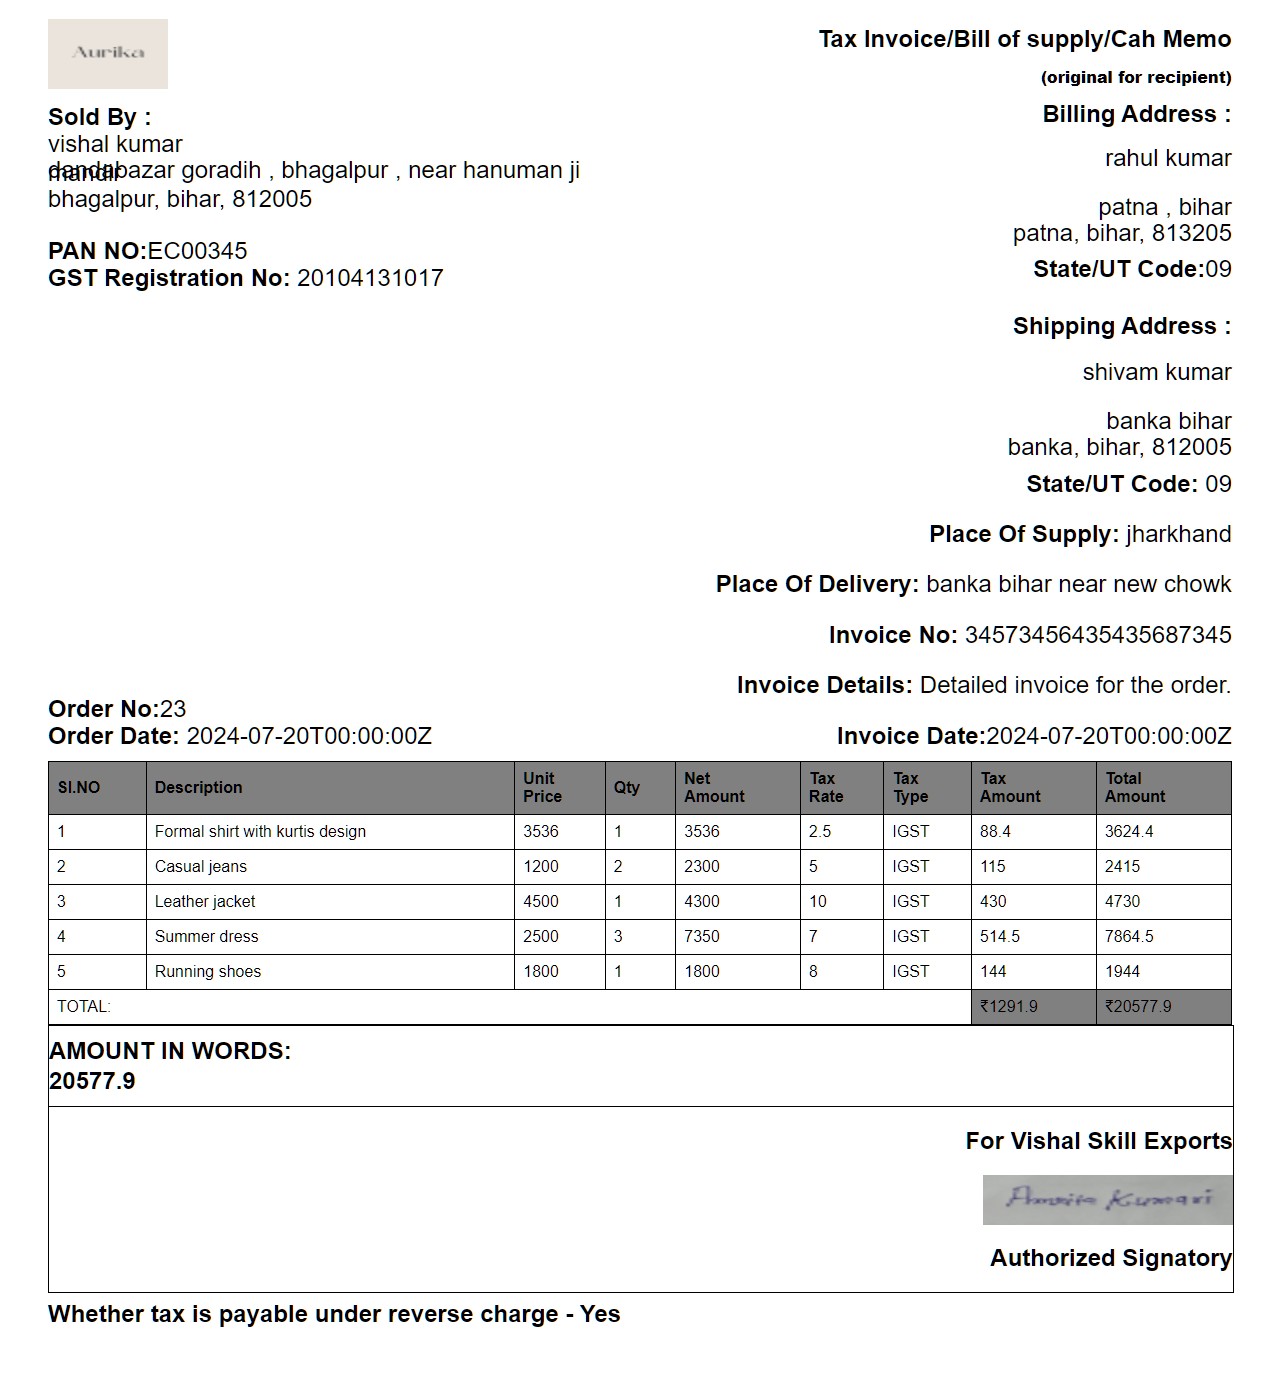 Aurika
Tax Invoice/Bill of supply/Cah Memo
(original for recipient)
Sold By :
vishal kumar
dandabazar goradih , bhagalpur , near hanuman ji
mandir
bhagalpur, bihar, 812005
PAN NO:EC00345
GST Registration No: 20104131017
Billing Address :
rahul kumar
patna , bihar
patna, bihar, 813205
State/UT Code:09
Shipping Address :
shivam kumar
banka bihar
banka, bihar, 812005
State/UT Code: 09
Place Of Supply: jharkhand
Place Of Delivery: banka bihar near new chowk
Invoice No: 34573456435435687345
Invoice Details: Detailed invoice for the order.
Order No:23
Order Date: 2024-07-20T00:00:00Z
Invoice Date:2024-07-20T00:00:00Z
SI.NO Description Unit Price Qty Net Amount Tax Rate Tax Type Tax Amount Total Amount
1 Formal shirt with kurtis design 3536 1 3536 2.5 IGST 88.4 3624.4
2 Casual jeans 1200 2 2300 5 IGST 115 2415
3 Leather jacket 4500 1 4300 10 IGST 430 4730
4 Summer dress 2500 3 7350 7 IGST 514.5 7864.5
5 Running shoes 1800 1 1800 8 IGST 144 1944
TOTAL: ₹1291.9 ₹20577.9
AMOUNT IN WORDS:
20577.9
For Vishal Skill Exports
Amrita Kumari
Authorized Signatory
Whether tax is payable under reverse charge - Yes